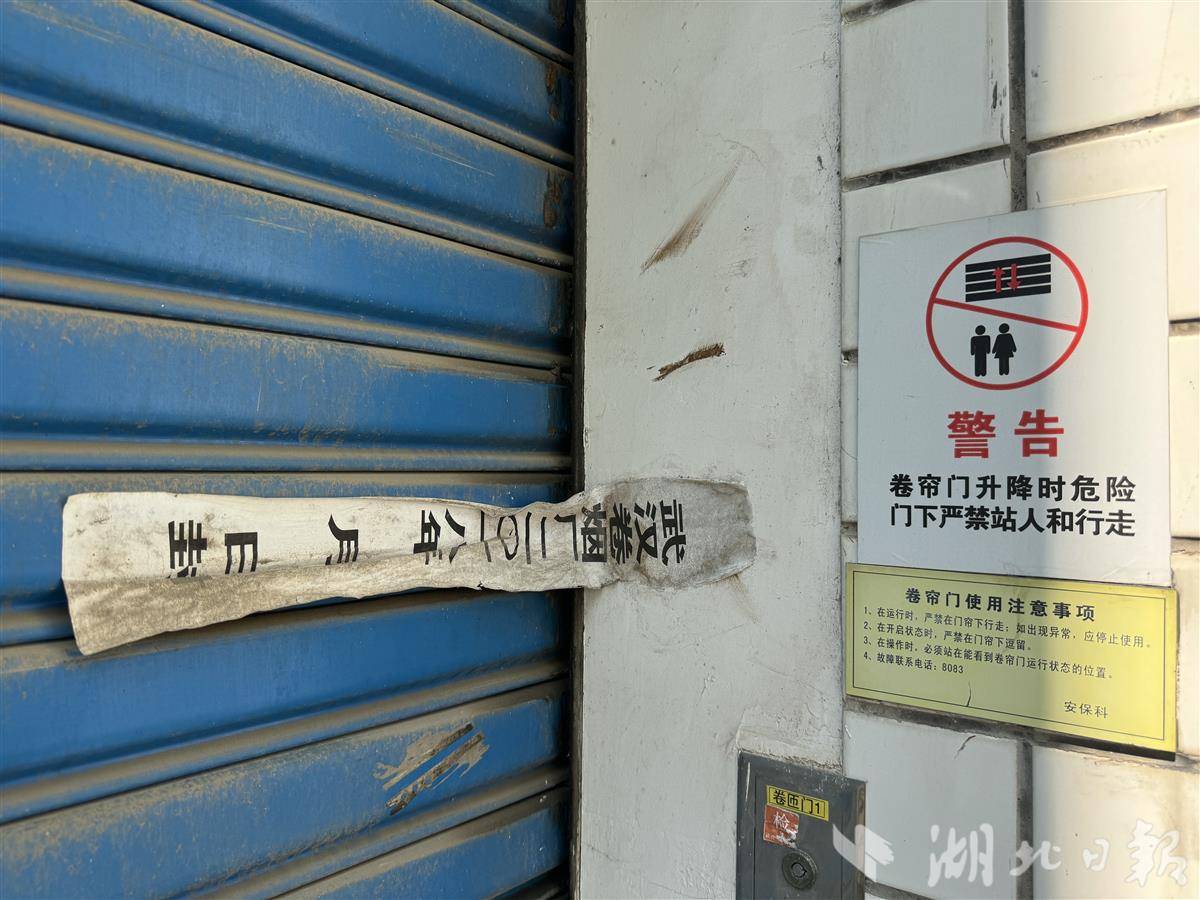 武汉卷烟厂二〇一八年 月 日封
警告
卷帘门升降时危险
门下严禁站人和行走
卷帘门使用注意事项
1、在运行时，严禁在门帘下行走；如出现异常，应停止使用。
2、在开启状态时，严禁在门帘下逗留。
3、在操作时，必须站在能看到卷帘门运行状态的位置。
4、故障联系电话：8083
安保科
卷匝门1
检
湖北日报